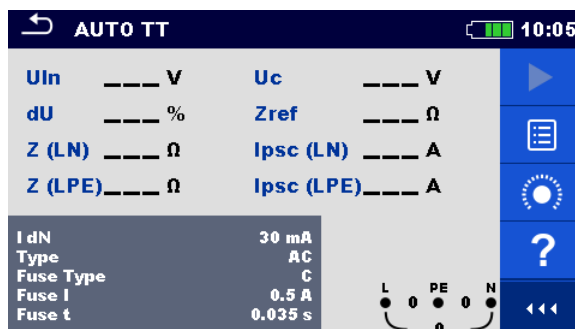 AUTO TT 10:05
Uln ___ V Uc ___ V
dU ___ % Zref ___ Ω
Z (LN) ___ Ω Ipsc (LN) ___ A
Z (LPE)___ Ω Ipsc (LPE)___ A
I dN 30 mA
Type AC
Fuse Type C
Fuse I 0.5 A
Fuse t 0.035 s
L PE N
0 0
0
?